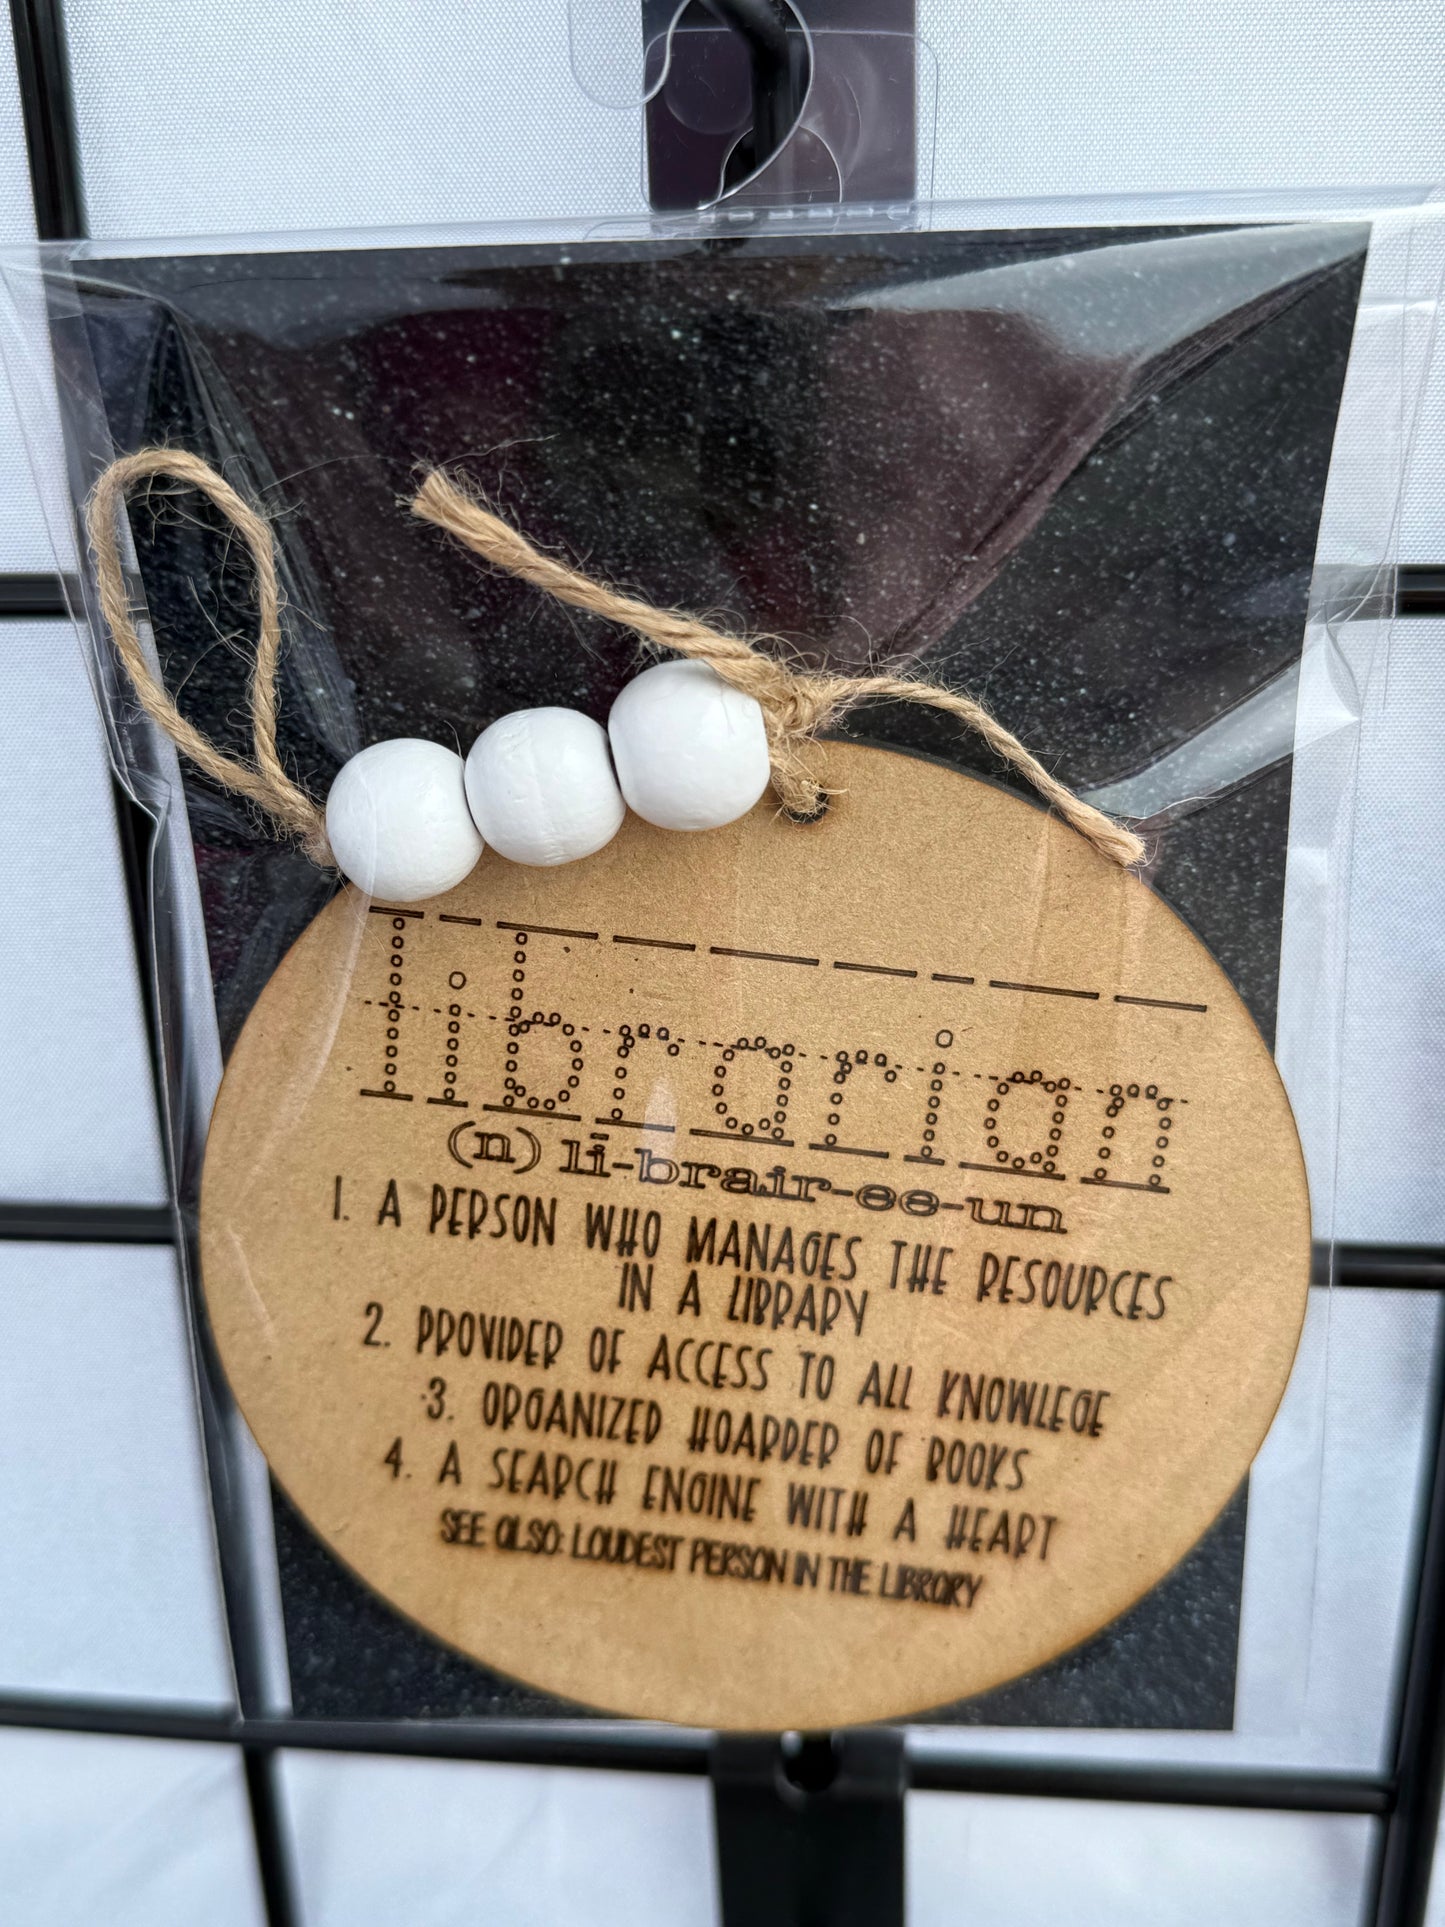 librarian
(n) li-brair-ee-un
1. A PERSON WHO MANAGES THE RESOURCES
IN A LIBRARY
2. PROVIDER OF ACCESS TO ALL KNOWLEGE
3. ORGANIZED HOARDER OF BOOKS
4. A SEARCH ENGINE WITH A HEART
SEE ALSO: LOUDEST PERSON IN THE LIBRARY